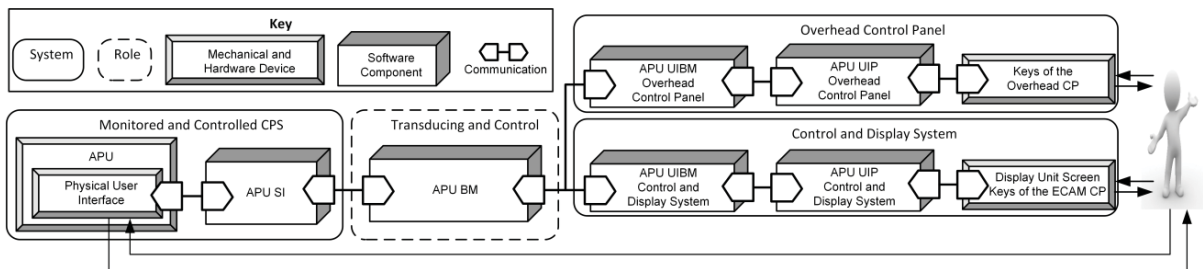 Key
System
Role
Mechanical and
Hardware Device
Software
Component
Communication
Monitored and Controlled CPS
APU
Physical User
Interface
APU SI
Transducing and Control
APU BM
Overhead Control Panel
APU UIBM
Overhead
Control Panel
APU UIP
Overhead
Control Panel
Keys of the
Overhead CP
Control and Display System
APU UIBM
Control and
Display System
APU UIP
Control and
Display System
Display Unit Screen
Keys of the ECAM CP